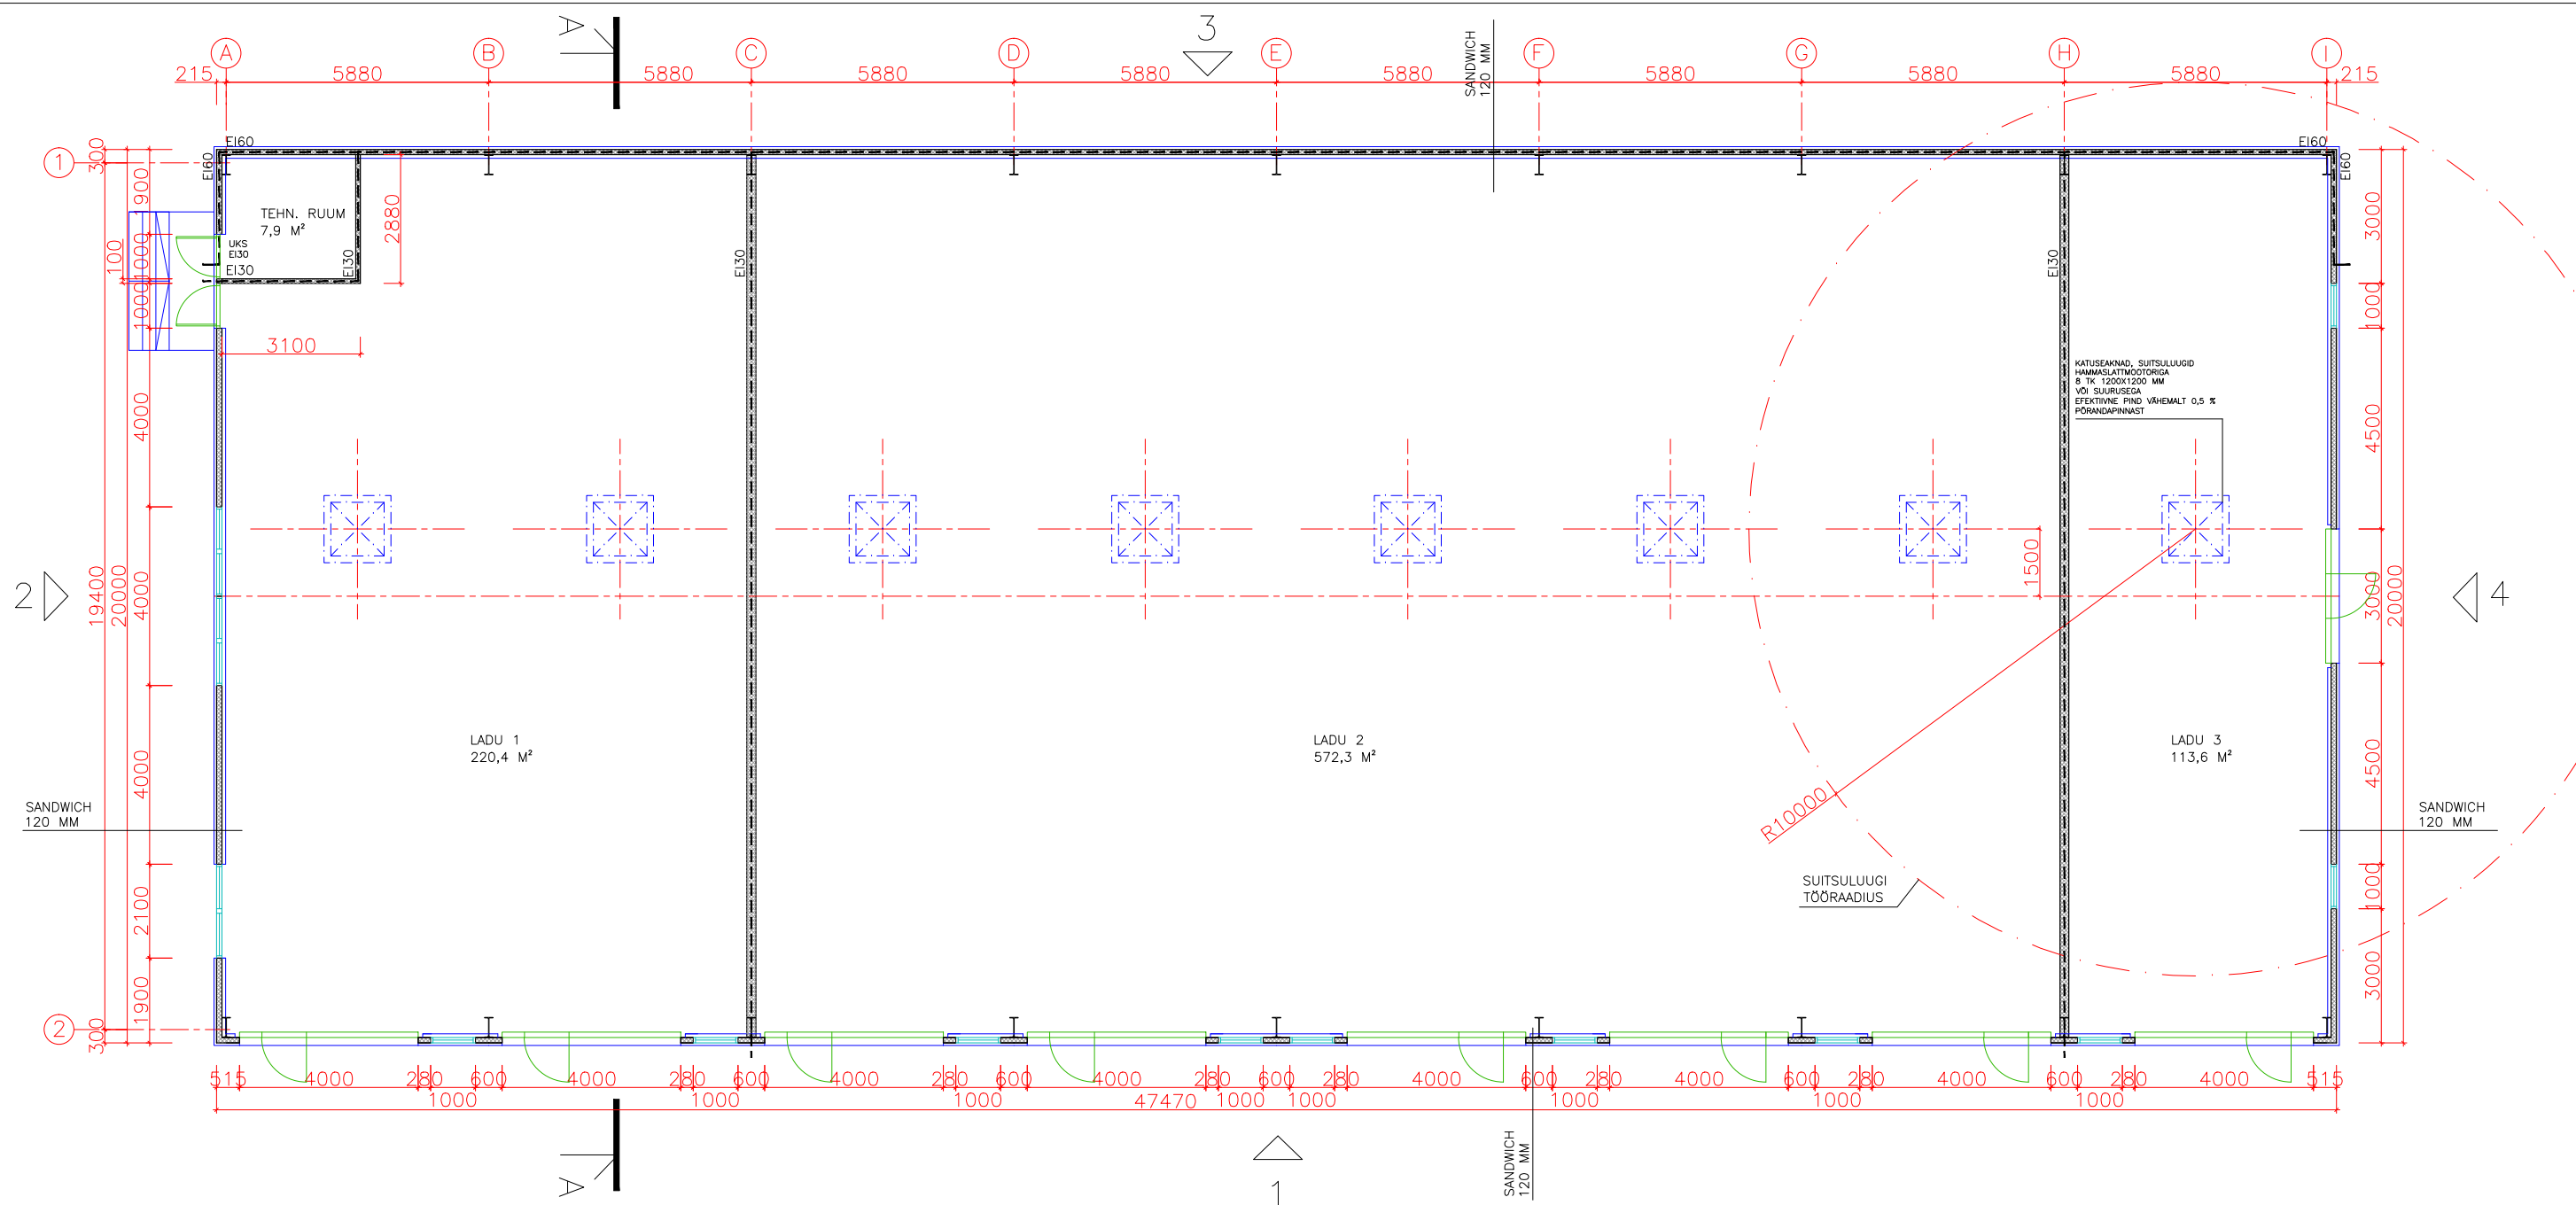 A
3
A B C D E F G H I
215 5880 5880 5880 5880 5880 5880 5880 5880 215
SANDWICH
120 MM
1
300
EI60
EI60
EI60
EI60
1900
TEHN. RUUM
7,9 M²
2880
3000
UKS
EI30
EI30
EI30
EI30
EI30
100
1000
1000
1000
3100
KATUSEAKNAD, SUITSULUUGID
HAMMASLATTMOOTORIGA
8 TK 1200X1200 MM
VÕI SUURUSEGA
EFEKTIIVNE PIND VÄHEMALT 0,5 %
PÕRANDAPINNAST
4000
4500
2
19400
20000
4000
1500
3000
20000
4
LADU 1
220,4 M²
LADU 2
572,3 M²
LADU 3
113,6 M²
4000
4500
SANDWICH
120 MM
R10000
SANDWICH
120 MM
SUITSULUUGI
TÖÖRAADIUS
2100
1000
1900
3000
2
300
515 4000 280 600 4000 280 600 4000 280 600 4000 280 600 280 4000 600 280 4000 600 280 4000 600 280 4000 515
1000 1000 1000 47470 1000 1000 1000 1000 1000
SANDWICH
120 MM
A
1